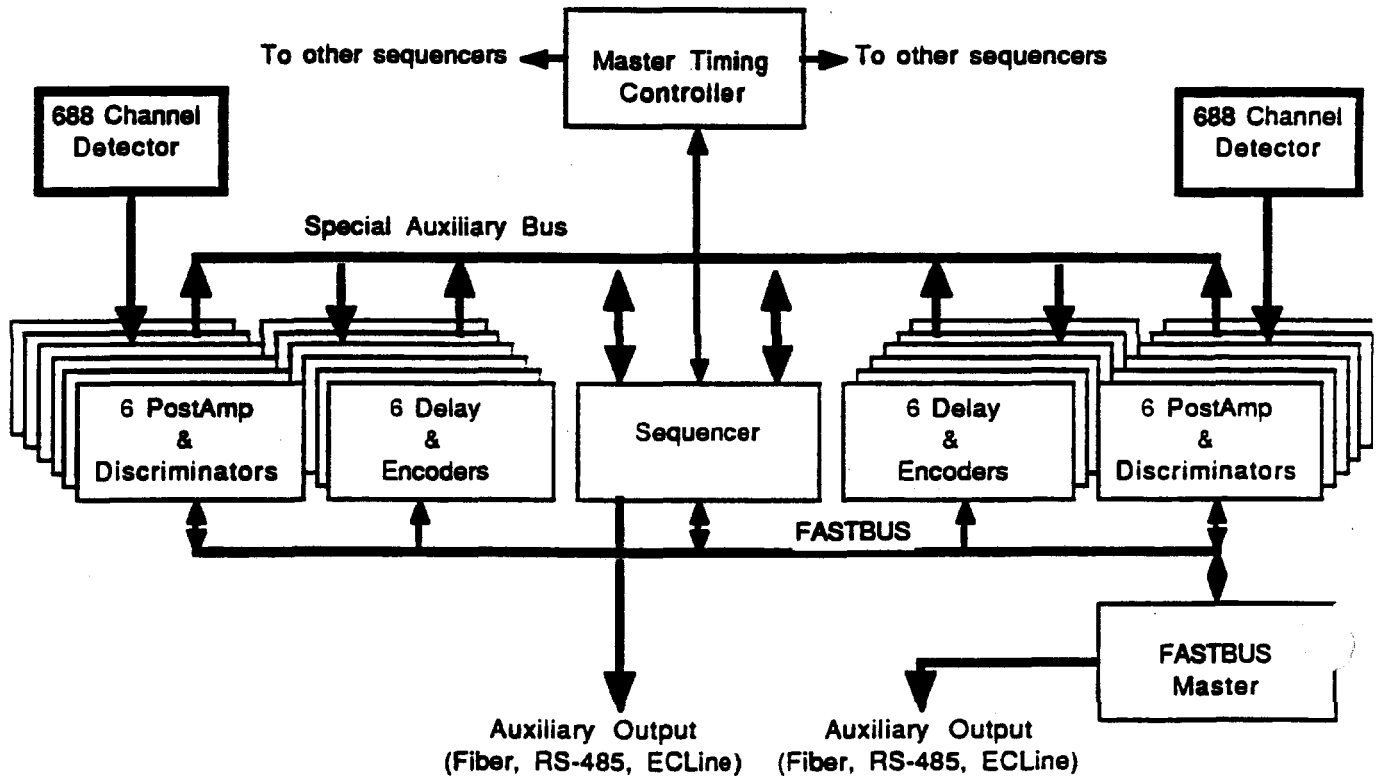 To other sequencers
Master Timing
Controller
To other sequencers
688 Channel
Detector
688 Channel
Detector
Special Auxiliary Bus
6 PostAmp
&
Discriminators
6 Delay
&
Encoders
Sequencer
6 Delay
&
Encoders
6 PostAmp
&
Discriminators
FASTBUS
FASTBUS
Master
Auxiliary Output
(Fiber, RS-485, ECLine)
Auxiliary Output
(Fiber, RS-485, ECLine)